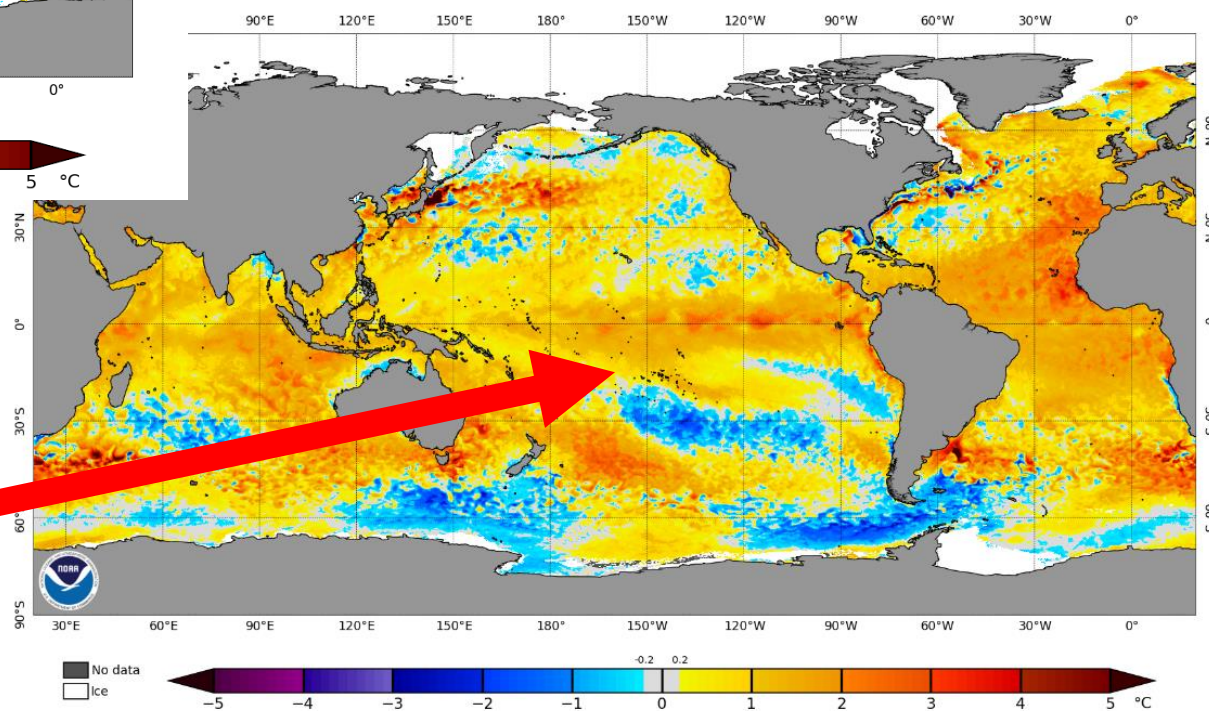 0°
5 °C
90°E 120°E 150°E 180° 150°W 120°W 90°W 60°W 30°W 0°
30°N
0°
30°S
60°S
90°S
0°
30°E 60°E 90°E 120°E 150°E 180° 150°W 120°W 90°W 60°W 30°W 0°
NOAA
No data
Ice
-0.2 0.2
−5 −4 −3 −2 −1 0 1 2 3 4 5 °C